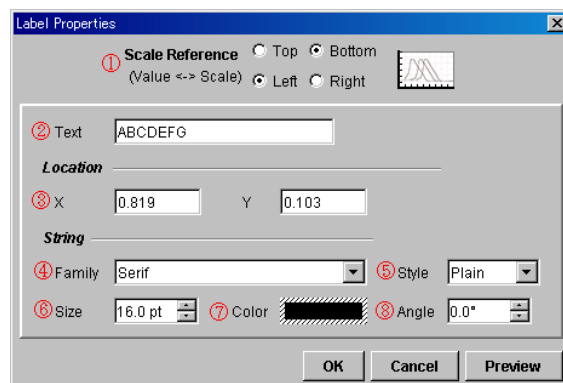 Label Properties
① Scale Reference Top Bottom
(Value <-> Scale) Left Right
② Text ABCDEFG
Location
③ X 0.819 Y 0.103
String
④ Family Serif ⑤ Style Plain
⑥ Size 16.0 pt ⑦ Color ⑧ Angle 0.0°
OK Cancel Preview